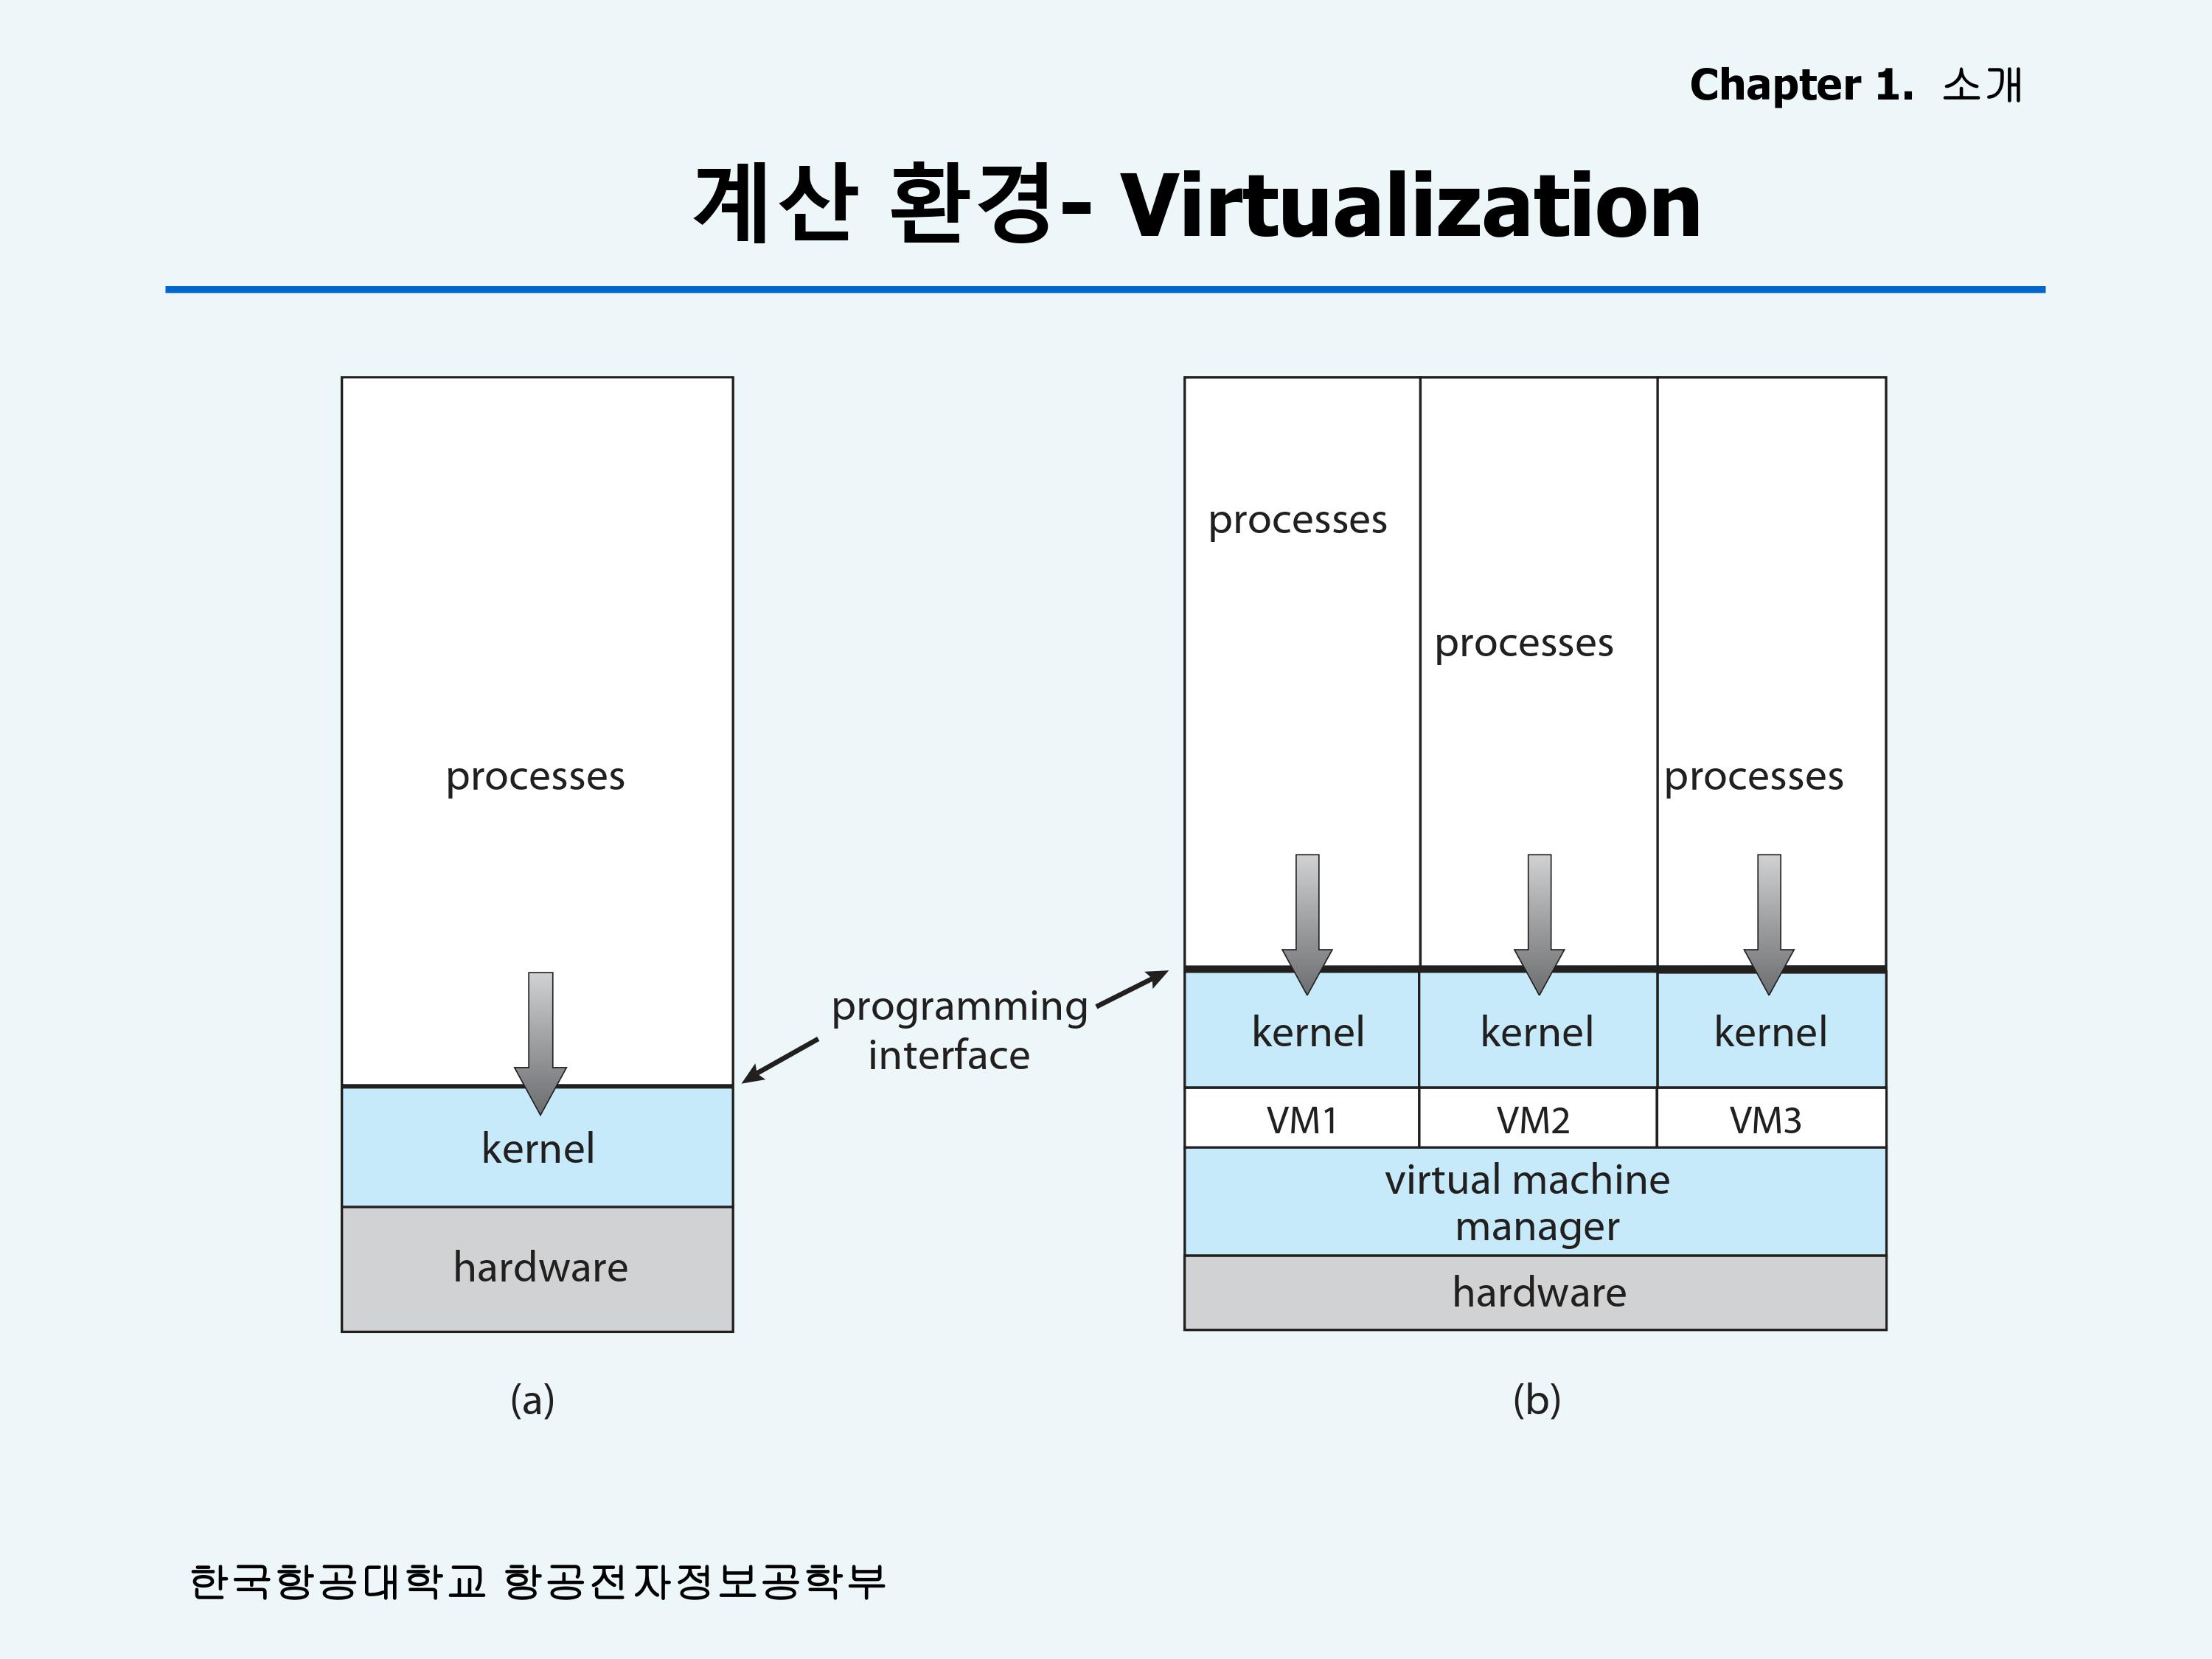 Chapter 1. 소개
계산 환경- Virtualization
processes
kernel
hardware
(a)
programming
interface
processes
processes
processes
kernel kernel kernel
VM1 VM2 VM3
virtual machine
manager
hardware
(b)
한국항공대학교 항공전자정보공학부